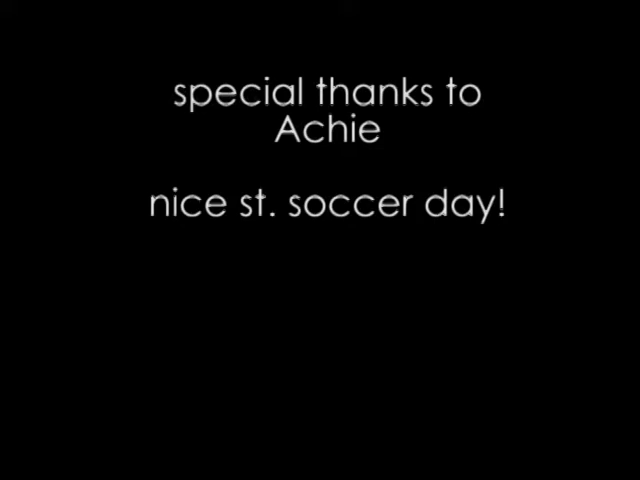 special thanks to
Achie
nice st. soccer day!